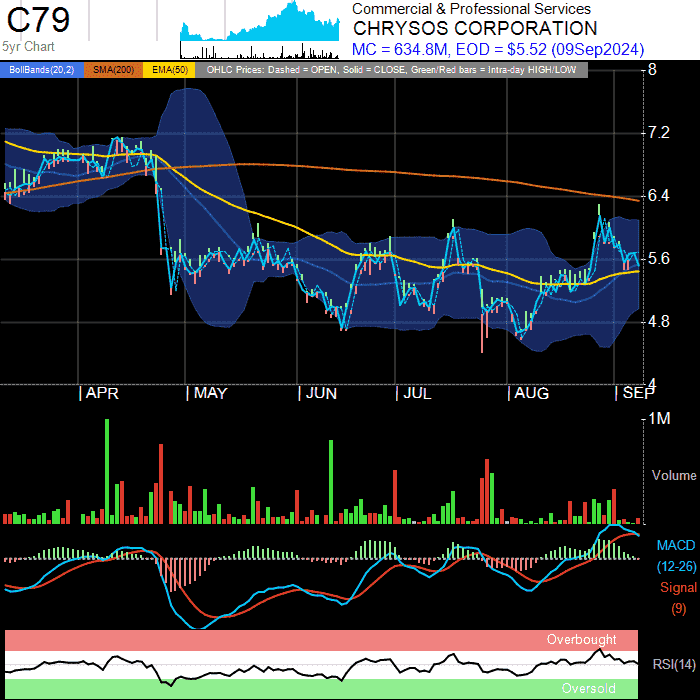 C79
5yr Chart
Commercial & Professional Services
CHRYSOS CORPORATION
MC = 634.8M, EOD = $5.52 (09Sep2024)
BollBands(20,2) SMA(200) EMA(50) OHLC Prices: Dashed = OPEN, Solid = CLOSE, Green/Red bars = Intra-day HIGH/LOW
8
7.2
6.4
5.6
4.8
4
APR MAY JUN JUL AUG SEP
1M
Volume
MACD
(12-26)
Signal
(9)
Overbought
RSI(14)
Oversold